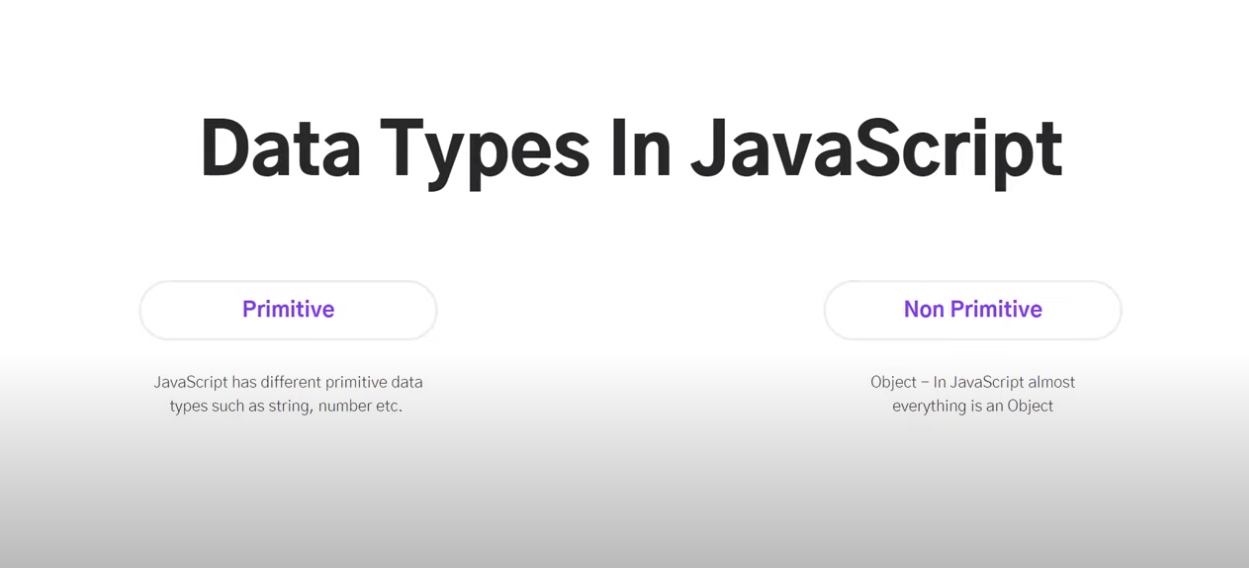 Data Types In JavaScript
Primitive
JavaScript has different primitive data
types such as string, number etc.
Non Primitive
Object – In JavaScript almost
everything is an Object